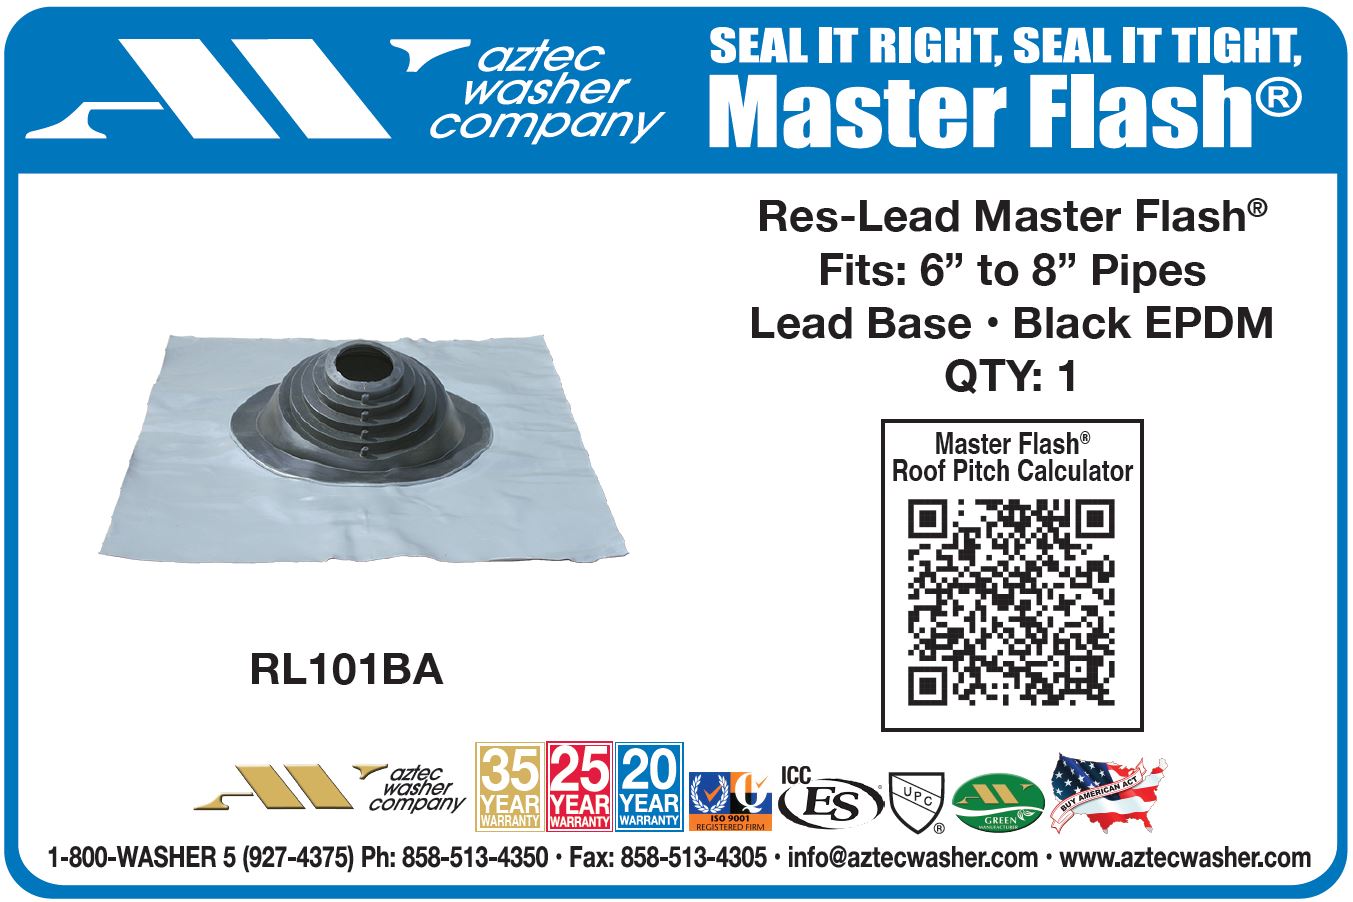 aztec
washer
company
SEAL IT RIGHT, SEAL IT TIGHT,
Master Flash®
Res-Lead Master Flash®
Fits: 6” to 8” Pipes
Lead Base • Black EPDM
QTY: 1
Master Flash®
Roof Pitch Calculator
RL101BA
aztec
washer
company
35
YEAR
WARRANTY
25
YEAR
WARRANTY
20
YEAR
WARRANTY
ISO 9001
REGISTERED FIRM
ICC
ES
UPC
®
GREEN
MANUFACTURER
BUY AMERICAN ACT
1-800-WASHER 5 (927-4375) Ph: 858-513-4350 • Fax: 858-513-4305 • info@aztecwasher.com • www.aztecwasher.com